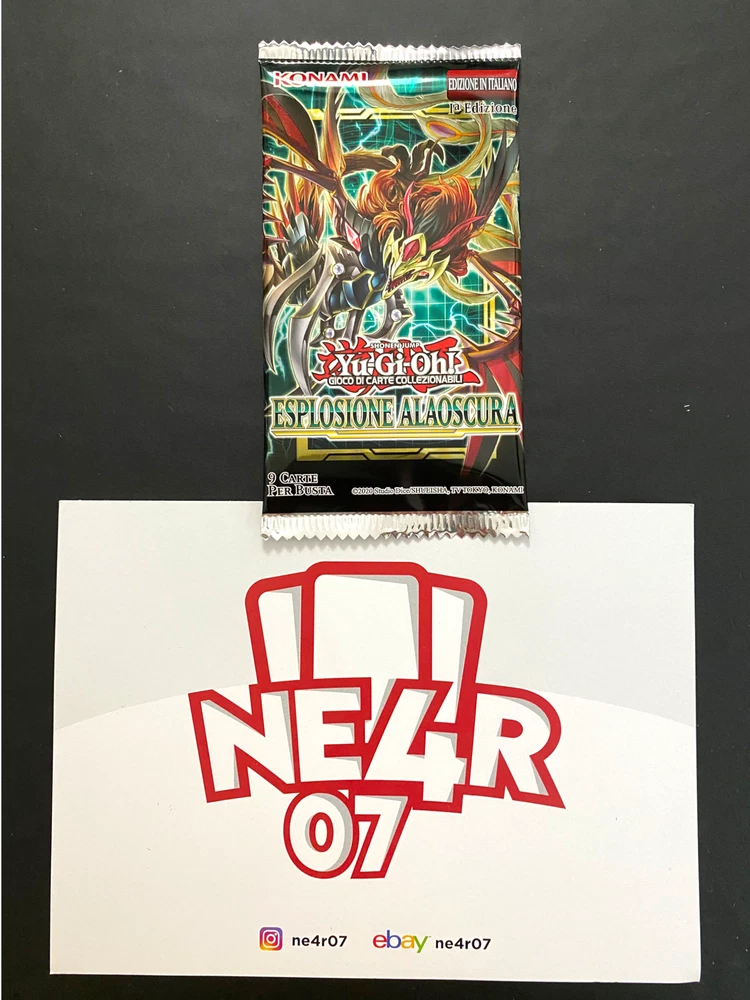 KONAMI
EDIZIONE IN ITALIANO
1ª Edizione
SHONEN JUMP
Yu-Gi-Oh!
GIOCO DI CARTE COLLEZIONABILI
ESPLOSIONE ALAOSCURA
9 CARTE
PER BUSTA
©2020 Studio Dice/SHUEISHA, TV TOKYO, KONAMI
NE4R
07
ne4r07
ebay ne4r07